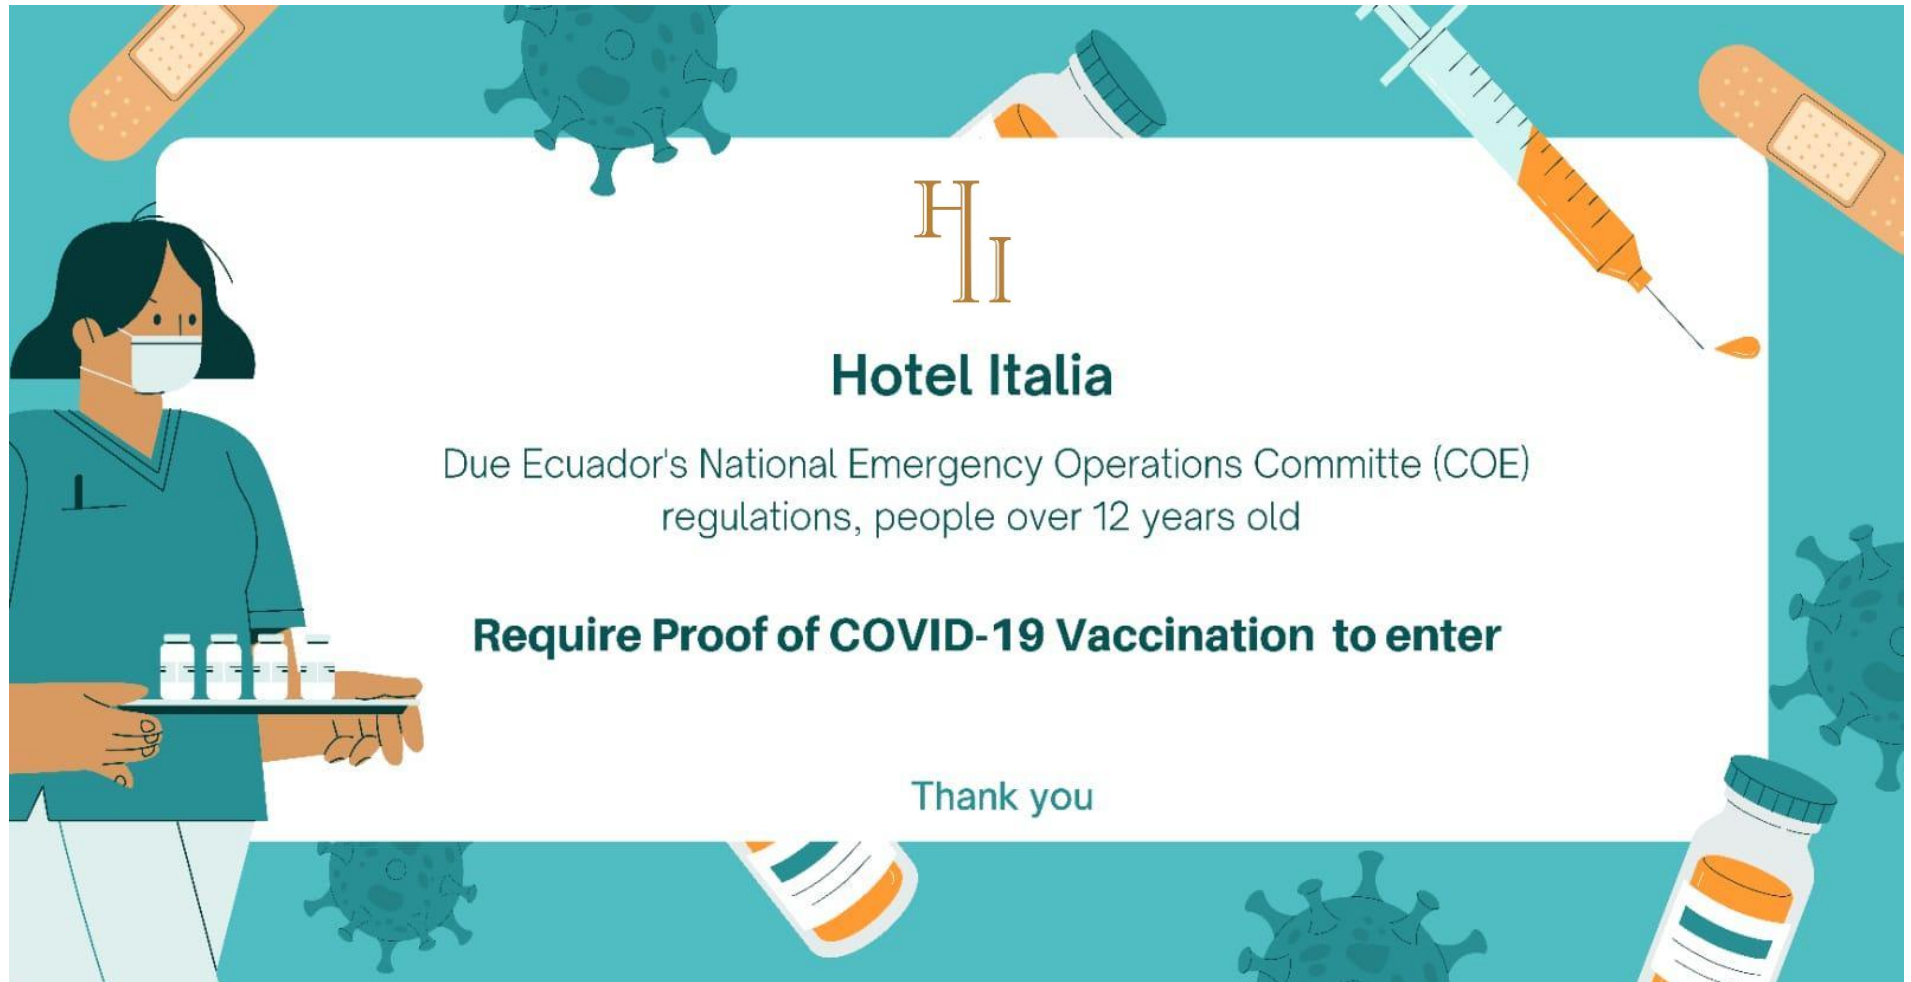 HI
Hotel Italia
Due Ecuador's National Emergency Operations Committe (COE)
regulations, people over 12 years old
Require Proof of COVID-19 Vaccination to enter
Thank you